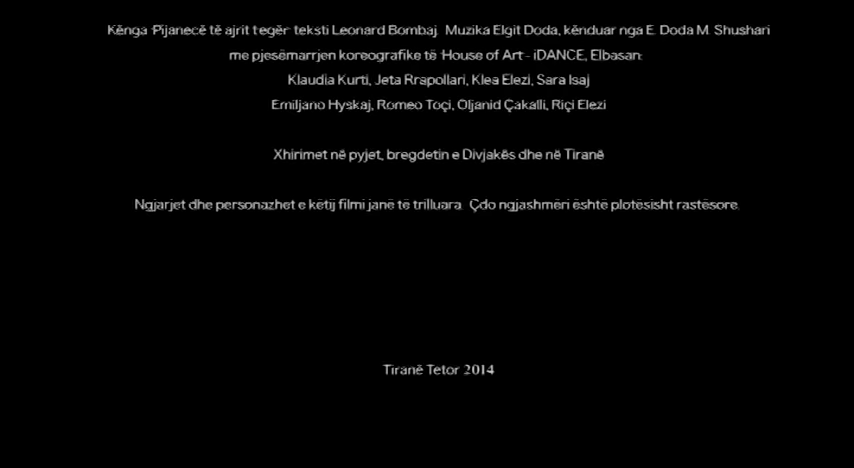 Kënga "Pijanecë të ajrit t'egër" teksti Leonard Bombaj. Muzika Elgit Doda, kënduar nga E. Doda M. Shushari
me pjesëmarrjen koreografike të "House of Art - iDANCE, Elbasan:
Klaudia Kurti, Jeta Rrapollari, Klea Elezi, Sara Isaj
Emiljano Hyskaj, Romeo Toçi, Oljanid Çakalli, Riçi Elezi
Xhirimet në pyjet, bregdetin e Divjakës dhe në Tiranë
Ngjarjet dhe personazhet e këtij filmi janë të trilluara. Çdo ngjashmëri është plotësisht rastësore.
Tiranë Tetor 2014